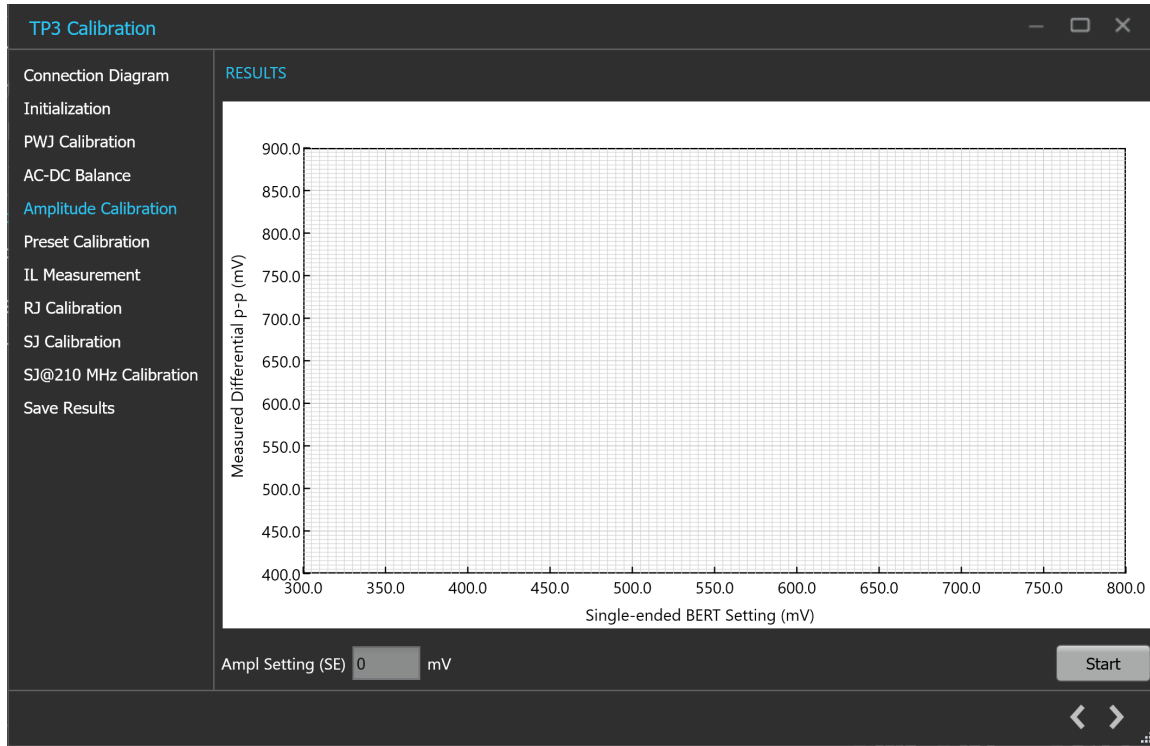 TP3 Calibration
Connection Diagram
Initialization
PWJ Calibration
AC-DC Balance
Amplitude Calibration
Preset Calibration
IL Measurement
RJ Calibration
SJ Calibration
SJ@210 MHz Calibration
Save Results
RESULTS
Measured Differential p-p (mV)
900.0
850.0
800.0
750.0
700.0
650.0
600.0
550.0
500.0
450.0
400.0
300.0 350.0 400.0 450.0 500.0 550.0 600.0 650.0 700.0 750.0 800.0
Single-ended BERT Setting (mV)
Ampl Setting (SE) 0 mV
Start